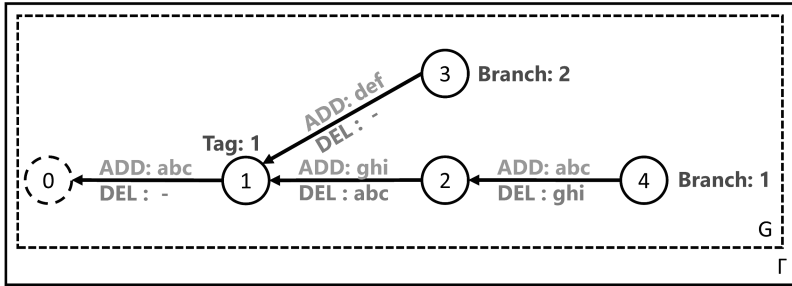 3
Branch: 2
ADD: def
DEL : -
Tag: 1
0
ADD: abc
DEL : -
1
ADD: ghi
DEL : abc
2
ADD: abc
DEL : ghi
4
Branch: 1
G
Γ